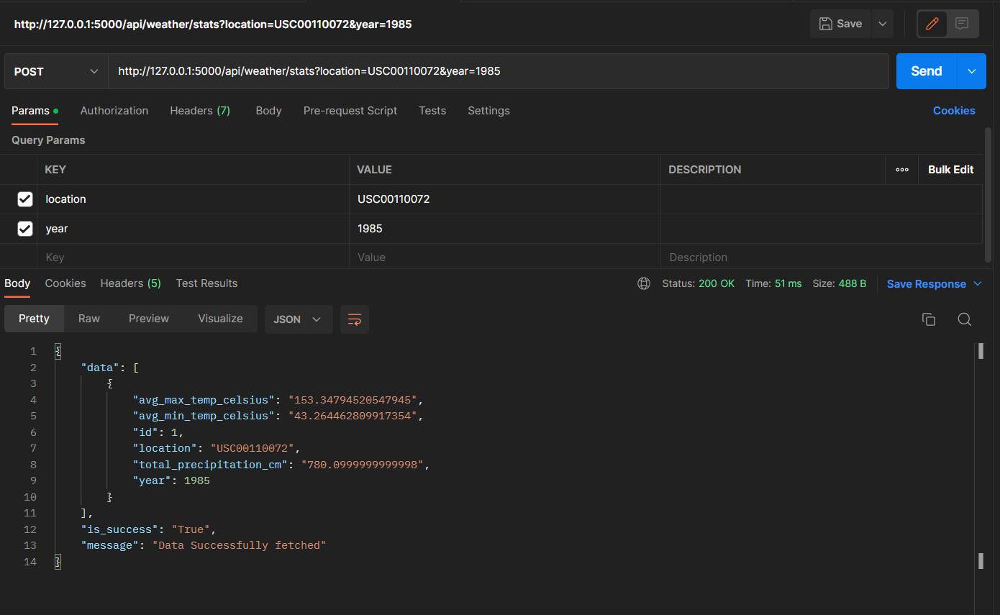 http://127.0.0.1:5000/api/weather/stats?location=USC00110072&year=1985
Save
POST
http://127.0.0.1:5000/api/weather/stats?location=USC00110072&year=1985
Send
Params Authorization Headers (7) Body Pre-request Script Tests Settings Cookies
Query Params
KEY VALUE DESCRIPTION Bulk Edit
location USC00110072
year 1985
Key Value Description
Body Cookies Headers (5) Test Results Status: 200 OK Time: 51 ms Size: 488 B Save Response
Pretty Raw Preview Visualize JSON
1 {
2 "data": [
3 {
4 "avg_max_temp_celsius": "153.34794520547945",
5 "avg_min_temp_celsius": "43.264462809917354",
6 "id": 1,
7 "location": "USC00110072",
8 "total_precipitation_cm": "780.0999999999998",
9 "year": 1985
10 }
11 ],
12 "is_success": "True",
13 "message": "Data Successfully fetched"
14 }